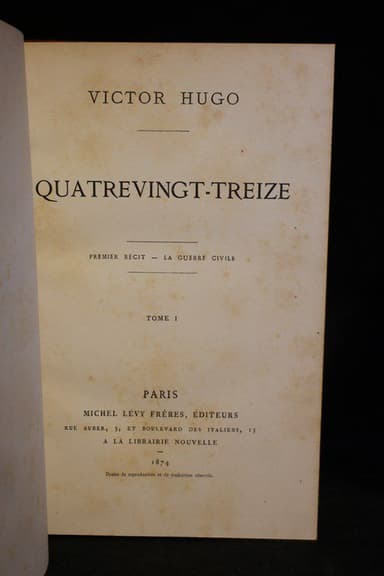 VICTOR HUGO
QUATREVINGT-TREIZE
PREMIER RÉCIT — LA GUERRE CIVILE
TOME I
PARIS
MICHEL LÉVY FRÈRES, ÉDITEURS
RUE AUBER, 3, ET BOULEVARD DES ITALIENS, 15
A LA LIBRAIRIE NOUVELLE
1874
Droits de reproduction et de traduction réservés.